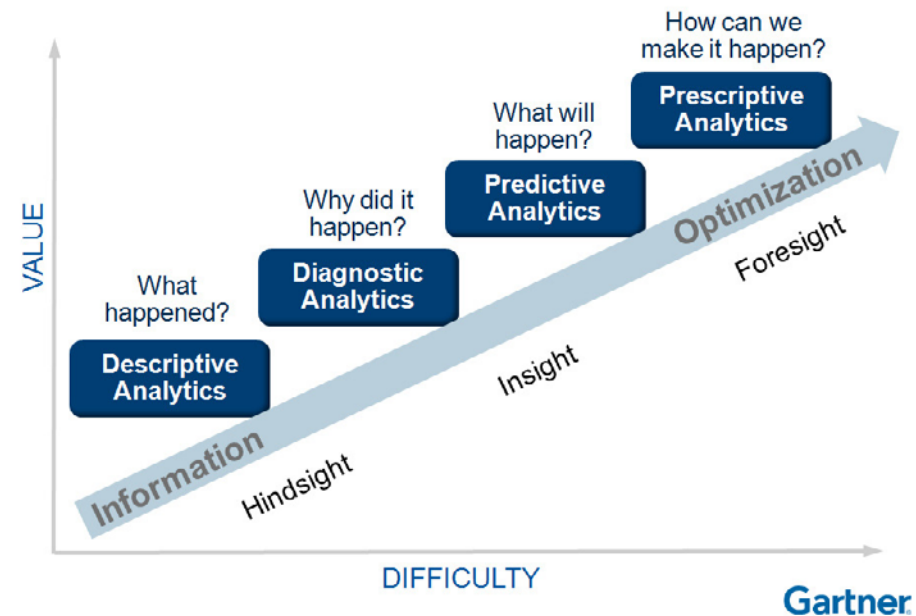 How can we
make it happen?
Prescriptive
Analytics
What will
happen?
Predictive
Analytics
Why did it
happen?
Diagnostic
Analytics
What
happened?
Descriptive
Analytics
VALUE
Information
Optimization
Hindsight
Insight
Foresight
DIFFICULTY
Gartner